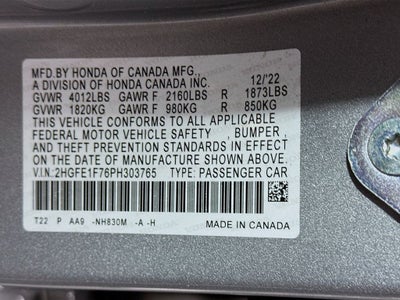 MFD.BY HONDA OF CANADA MFG.,
A DIVISION OF HONDA CANADA INC. 12/'22
GVWR 4012LBS GAWR F 2160LBS R 1873LBS
GVWR 1820KG GAWR F 980KG R 850KG
THIS VEHICLE CONFORMS TO ALL APPLICABLE
FEDERAL MOTOR VEHICLE SAFETY , BUMPER ,
AND THEFT PREVENTION STANDARDS IN EFFECT
ON THE DATE OF MANUFACTURE SHOWN ABOVE.
V.I.N: 2HGFE1F76PH303765 TYPE: PASSENGER CAR
T22 P AA9 -NH830M -A -H MADE IN CANADA